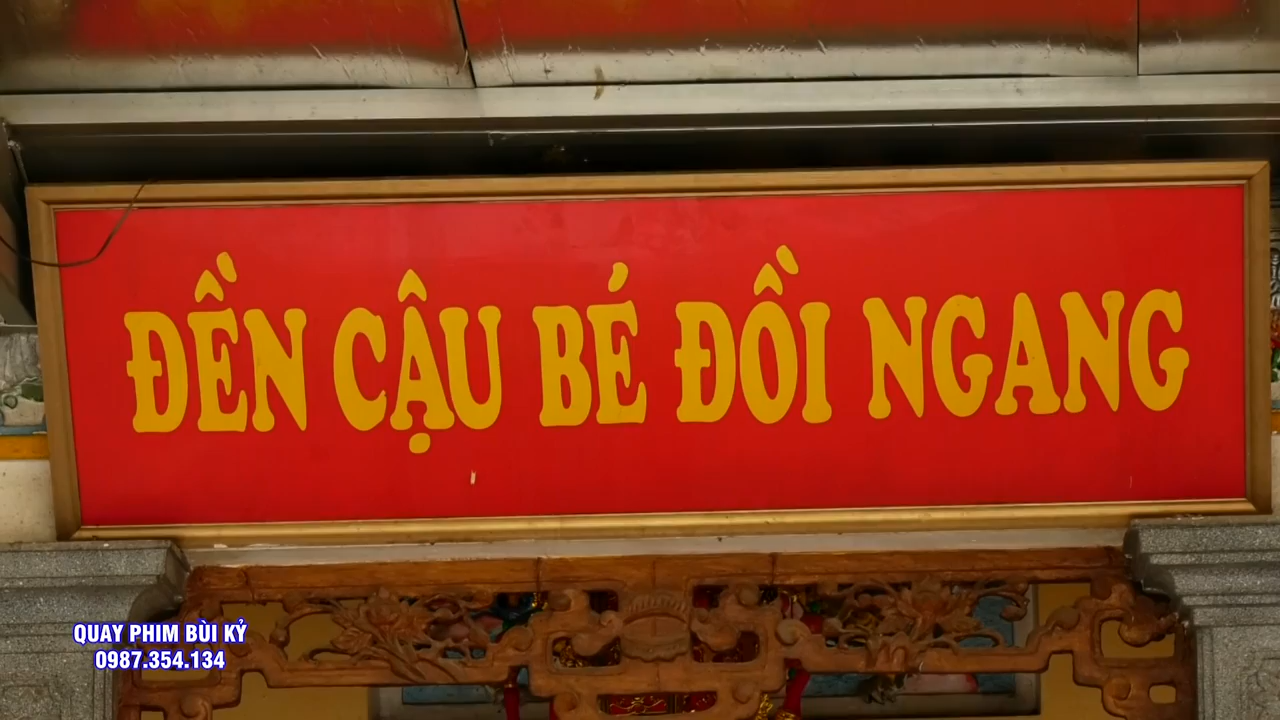 ĐỀN CẬU BÉ ĐỒI NGANG
QUAY PHIM BÙI KỶ
0987.354.134